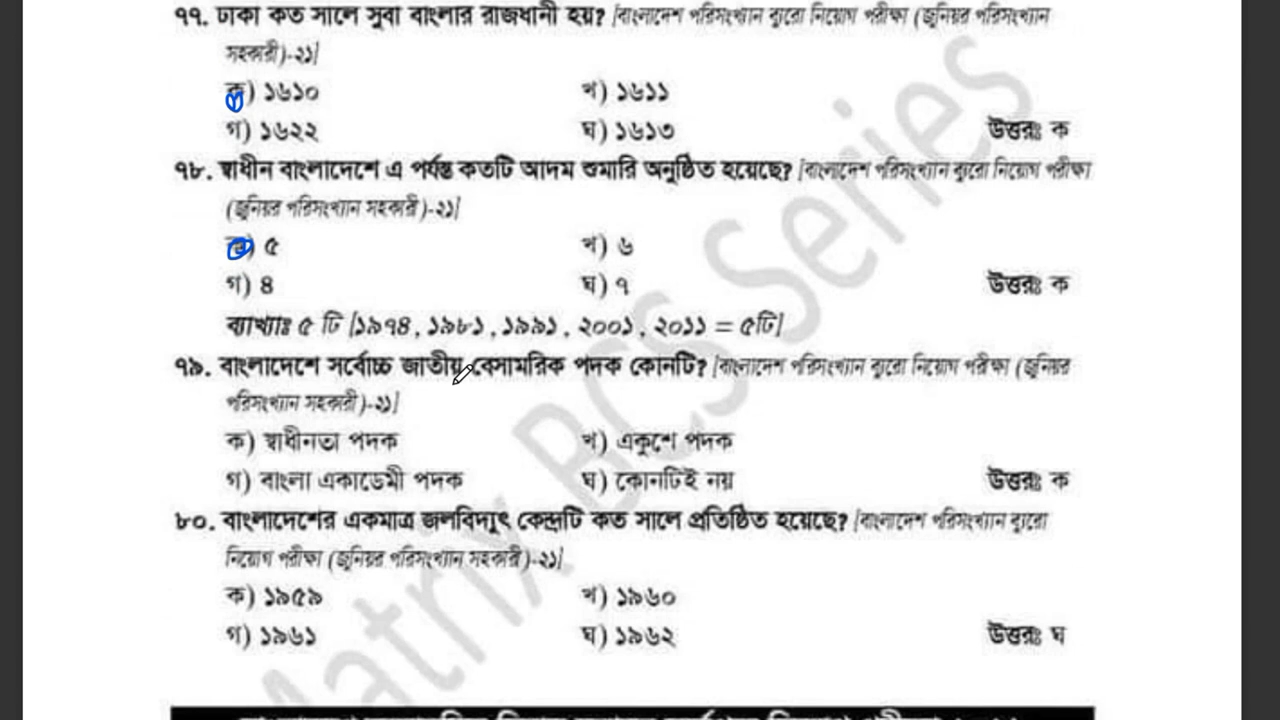 ৭৭. ঢাকা কত সালে সুবা বাংলার রাজধানী হয়? [বাংলাদেশ পরিসংখ্যান ব্যুরো নিয়োগ পরীক্ষা (জুনিয়র পরিসংখ্যান
সহকারী)-২১]
ক) ১৬১০ খ) ১৬১১
গ) ১৬২২ ঘ) ১৬১৩ উত্তরঃ ক
৭৮. স্বাধীন বাংলাদেশে এ পর্যন্ত কতটি আদম শুমারি অনুষ্ঠিত হয়েছে? [বাংলাদেশ পরিসংখ্যান ব্যুরো নিয়োগ পরীক্ষা
(জুনিয়র পরিসংখ্যান সহকারী)-২১]
ক) ৫ খ) ৬
গ) ৪ ঘ) ৭ উত্তরঃ ক
ব্যাখ্যাঃ ৫ টি [১৯৭৪, ১৯৮১, ১৯৯১, ২০০১, ২০১১ = ৫টি]
৭৯. বাংলাদেশে সর্বোচ্চ জাতীয় বেসামরিক পদক কোনটি? [বাংলাদেশ পরিসংখ্যান ব্যুরো নিয়োগ পরীক্ষা (জুনিয়র
পরিসংখ্যান সহকারী)-২১]
ক) স্বাধীনতা পদক খ) একুশে পদক
গ) বাংলা একাডেমী পদক ঘ) কোনটিই নয় উত্তরঃ ক
৮০. বাংলাদেশের একমাত্র জলবিদ্যুৎ কেন্দ্রটি কত সালে প্রতিষ্ঠিত হয়েছে? [বাংলাদেশ পরিসংখ্যান ব্যুরো
নিয়োগ পরীক্ষা (জুনিয়র পরিসংখ্যান সহকারী)-২১]
ক) ১৯৫৯ খ) ১৯৬০
গ) ১৯৬১ ঘ) ১৯৬২ উত্তরঃ ঘ
Matrix BCS Series